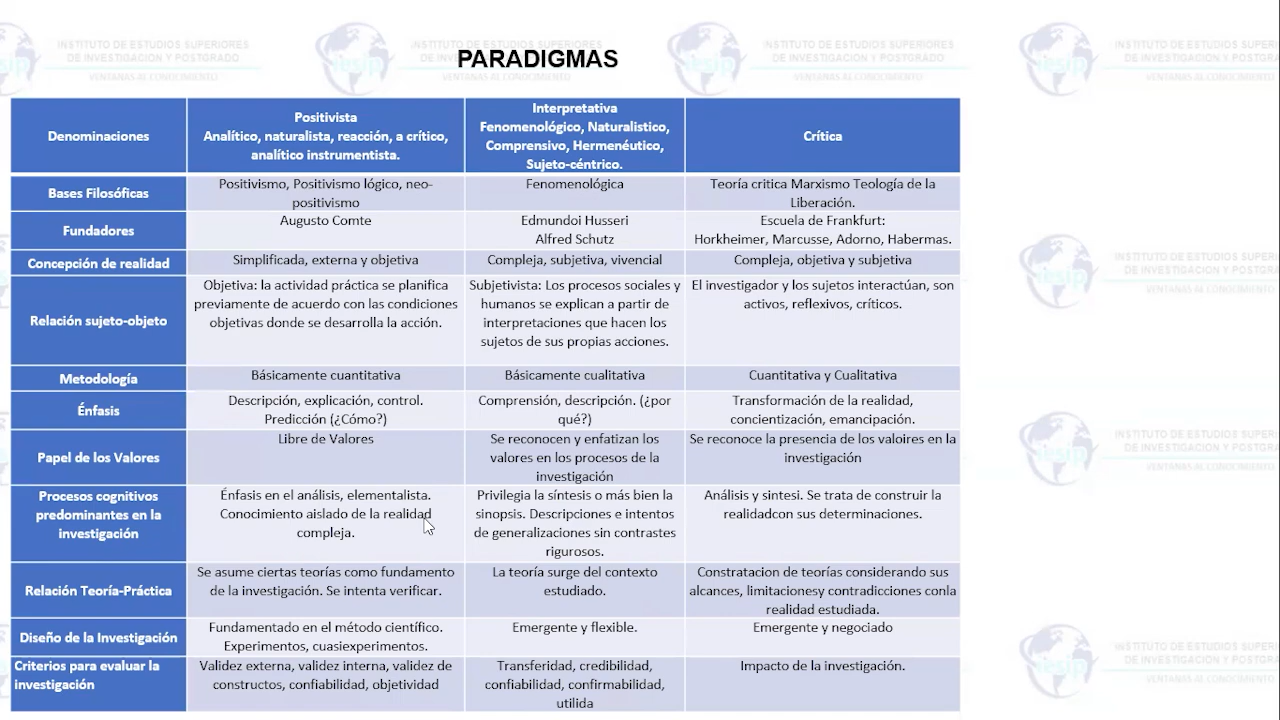 INSTITUTO DE ESTUDIOS SUPERIORES
DE INVESTIGACIÓN Y POSTGRADO
VENTANAS AL CONOCIMIENTO
iesip
PARADIGMAS
Denominaciones
Positivista
Analítico, naturalista, reacción, a crítico,
analítico instrumentista.
Interpretativa
Fenomenológico, Naturalistico,
Comprensivo, Hermenéutico,
Sujeto-céntrico.
Crítica
Bases Filosóficas
Positivismo, Positivismo lógico, neo-
positivismo
Fenomenológica
Teoría critica Marxismo Teología de la
Liberación.
Fundadores
Augusto Comte
Edmundoi Husseri
Alfred Schutz
Escuela de Frankfurt:
Horkheimer, Marcusse, Adorno, Habermas.
Concepción de realidad
Simplificada, externa y objetiva
Compleja, subjetiva, vivencial
Compleja, objetiva y subjetiva
Relación sujeto-objeto
Objetiva: la actividad práctica se planifica
previamente de acuerdo con las condiciones
objetivas donde se desarrolla la acción.
Subjetivista: Los procesos sociales y
humanos se explican a partir de
interpretaciones que hacen los
sujetos de sus propias acciones.
El investigador y los sujetos interactúan, son
activos, reflexivos, críticos.
Metodología
Básicamente cuantitativa
Básicamente cualitativa
Cuantitativa y Cualitativa
Énfasis
Descripción, explicación, control.
Predicción (¿Cómo?)
Comprensión, descripción. (¿por
qué?)
Transformación de la realidad,
concientización, emancipación.
Papel de los Valores
Libre de Valores
Se reconocen y enfatizan los
valores en los procesos de la
investigación
Se reconoce la presencia de los valoires en la
investigación
Procesos cognitivos
predominantes en la
investigación
Énfasis en el análisis, elementalista.
Conocimiento aislado de la realidad
compleja.
Privilegia la síntesis o más bien la
sinopsis. Descripciones e intentos
de generalizaciones sin contrastes
rigurosos.
Análisis y sintesi. Se trata de construir la
realidadcon sus determinaciones.
Relación Teoría-Práctica
Se asume ciertas teorías como fundamento
de la investigación. Se intenta verificar.
La teoría surge del contexto
estudiado.
Constratacion de teorías considerando sus
alcances, limitacionesy contradicciones conla
realidad estudiada.
Diseño de la Investigación
Fundamentado en el método científico.
Experimentos, cuasiexperimentos.
Emergente y flexible.
Emergente y negociado
Criterios para evaluar la
investigación
Validez externa, validez interna, validez de
constructos, confiabilidad, objetividad
Transferidad, credibilidad,
confiabilidad, confirmabilidad,
utilida
Impacto de la investigación.